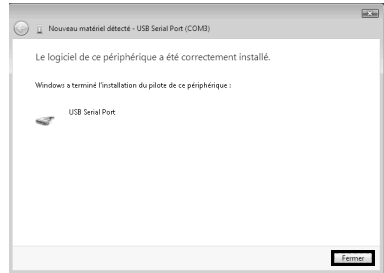 Nouveau matériel détecté - USB Serial Port (COM3)
Le logiciel de ce périphérique a été correctement installé.
Windows a terminé l'installation du pilote de ce périphérique :
USB Serial Port
Fermer